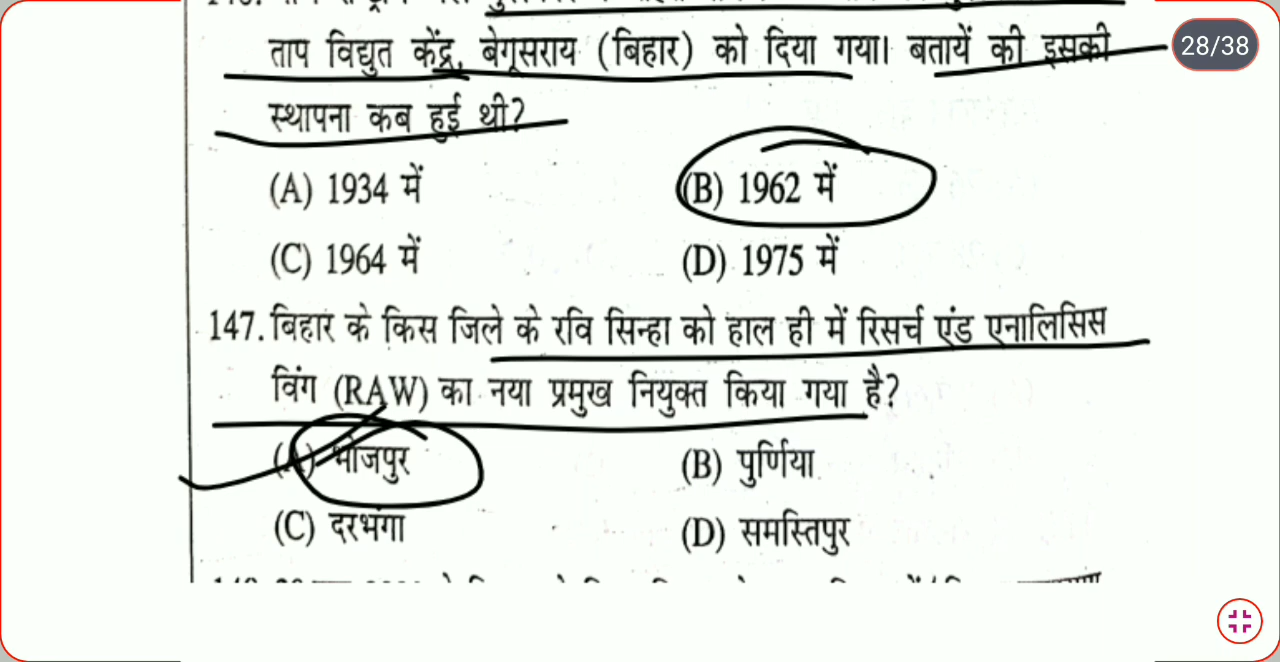 28/38
ताप विद्युत केंद्र, बेगूसराय (बिहार) को दिया गया। बतायें की इसकी
स्थापना कब हुई थी?
(A) 1934 में
(B) 1962 में
(C) 1964 में
(D) 1975 में
147. बिहार के किस जिले के रवि सिन्हा को हाल ही में रिसर्च एंड एनालिसिस
विंग (RAW) का नया प्रमुख नियुक्त किया गया है?
(A) भोजपुर
(B) पुर्णिया
(C) दरभंगा
(D) समस्तिपुर